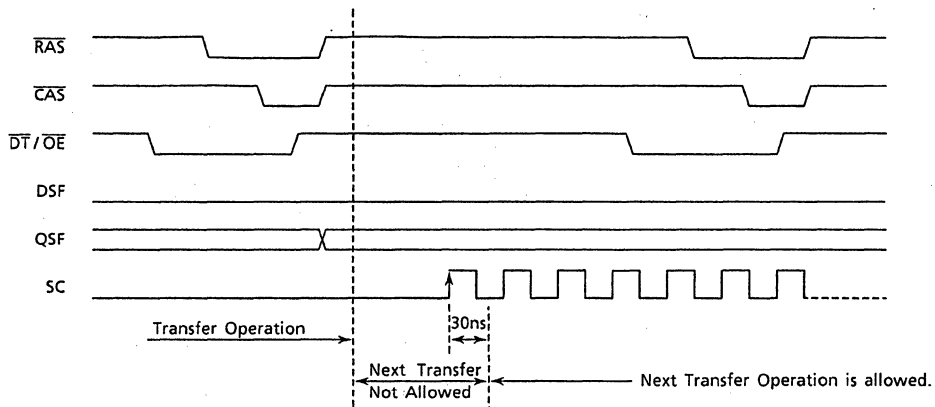 RAS
CAS
DT / OE
DSF
QSF
SC
30ns
Transfer Operation
Next Transfer
Not Allowed
Next Transfer Operation is allowed.